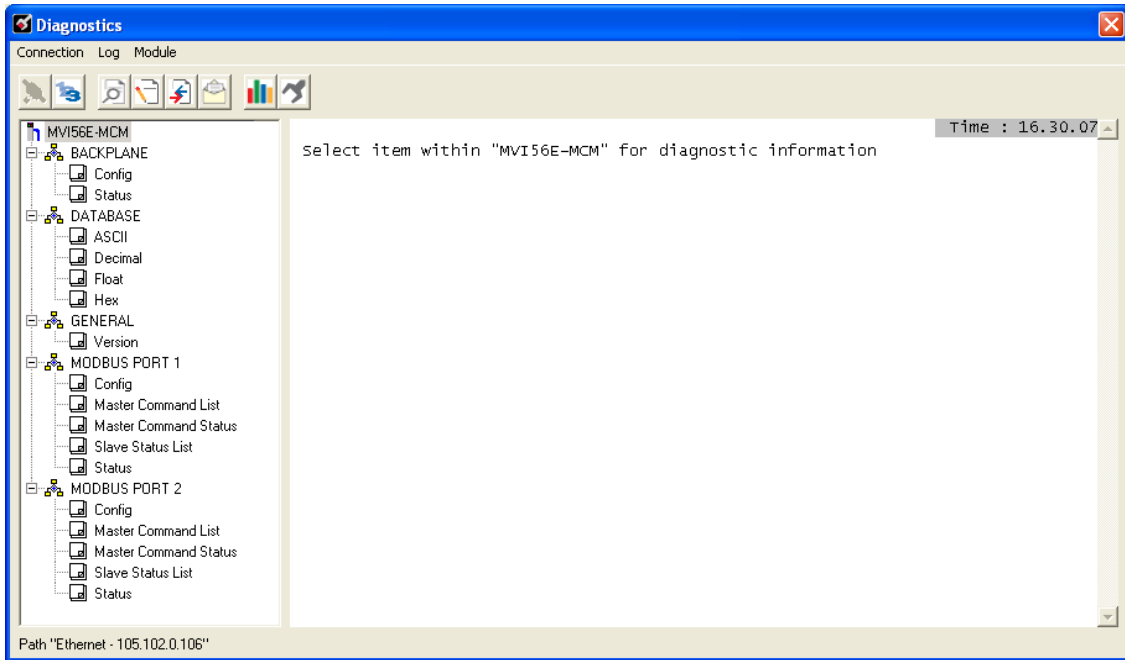 Diagnostics
Connection Log Module
MVI56E-MCM
BACKPLANE
Config
Status
DATABASE
ASCII
Decimal
Float
Hex
GENERAL
Version
MODBUS PORT 1
Config
Master Command List
Master Command Status
Slave Status List
Status
MODBUS PORT 2
Config
Master Command List
Master Command Status
Slave Status List
Status
Time : 16.30.07
Select item within "MVI56E-MCM" for diagnostic information
Path "Ethernet - 105.102.0.106"